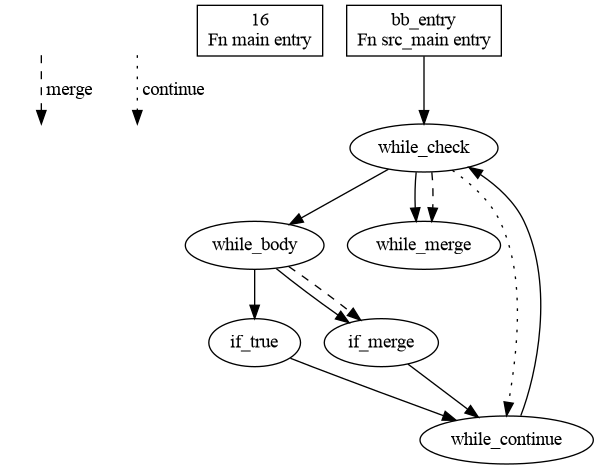 16
Fn main entry
bb_entry
Fn src_main entry
merge
continue
while_check
while_body
while_merge
if_true
if_merge
while_continue